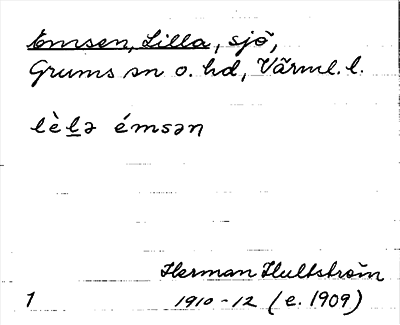 Emsen, Lilla, sjö,
Grums sn o. hd, Värml. l.
lèlə émsən
Herman Hultström
1 1910-12 (e. 1909)